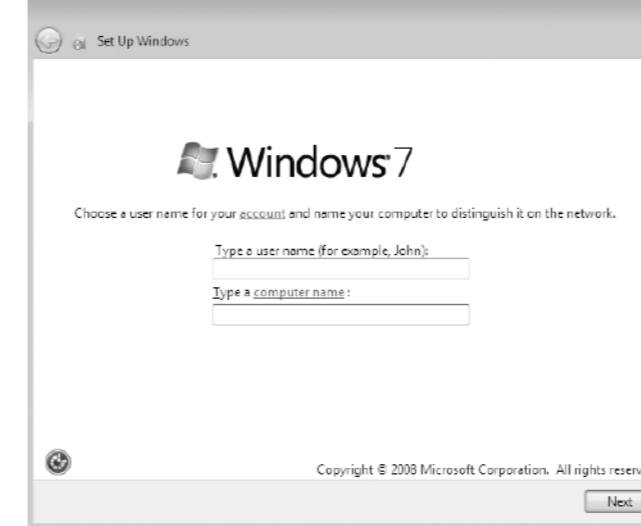 Set Up Windows
Windows 7
Choose a user name for your account and name your computer to distinguish it on the network.
Type a user name (for example, John):
Type a computer name :
Copyright © 2008 Microsoft Corporation. All rights reserv
Next